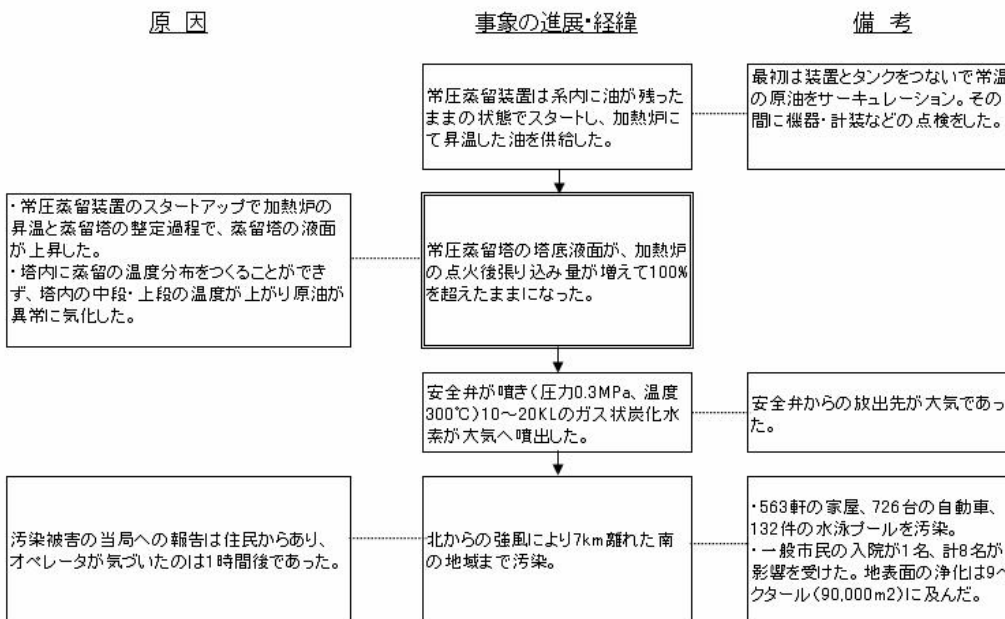 原 因
事象の進展・経緯
備 考
常圧蒸留装置は系内に油が残った
ままの状態でスタートし、加熱炉に
て昇温した油を供給した。
最初は装置とタンクをつないで常温
の原油をサーキュレーション。その
間に機器・計装などの点検をした。
・常圧蒸留装置のスタートアップで加熱炉の
昇温と蒸留塔の整定過程で、蒸留塔の液面
が上昇した。
・塔内に蒸留の温度分布をつくることができ
ず、塔内の中段・上段の温度が上がり原油が
異常に気化した。
常圧蒸留塔の塔底液面が、加熱炉
の点火後張り込み量が増えて100%
を超えたままになった。
安全弁が噴き(圧力0.3MPa、温度
300℃)10～20KLのガス状炭化水
素が大気へ噴出した。
安全弁からの放出先が大気であっ
た。
汚染被害の当局への報告は住民からあり、
オペレータが気づいたのは1時間後であった。
北からの強風により7km離れた南
の地域まで汚染。
・563軒の家屋、726台の自動車、
132件の水泳プールを汚染。
・一般市民の入院が1名、計8名が
影響を受けた。地表面の浄化は9ヘ
クタール(90,000m2)に及んだ。